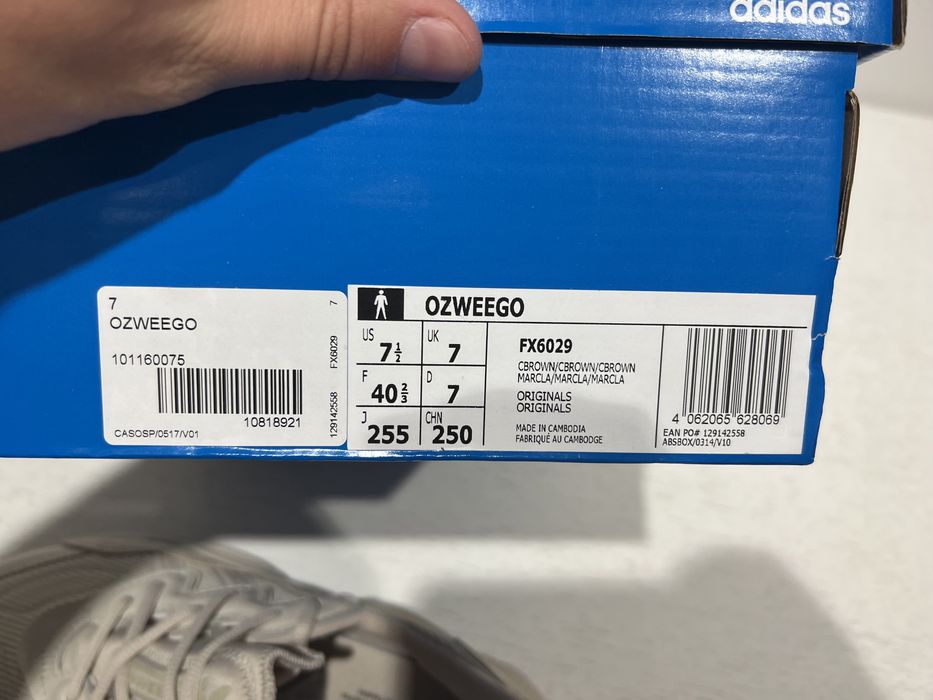 adidas
7
OZWEEGO
101160075
10818921
CASOSP/0517/V01
7
FX6029
129142558
OZWEEGO
US 7½
UK 7
F 40⅔
D 7
J 255
CHN 250
FX6029
CBROWN/CBROWN/CBROWN
MARCLA/MARCLA/MARCLA
ORIGINALS
ORIGINALS
MADE IN CAMBODIA
FABRIQUÉ AU CAMBODGE
4 062065 628069
EAN PO# 129142558
ABSBOX/0314/V10